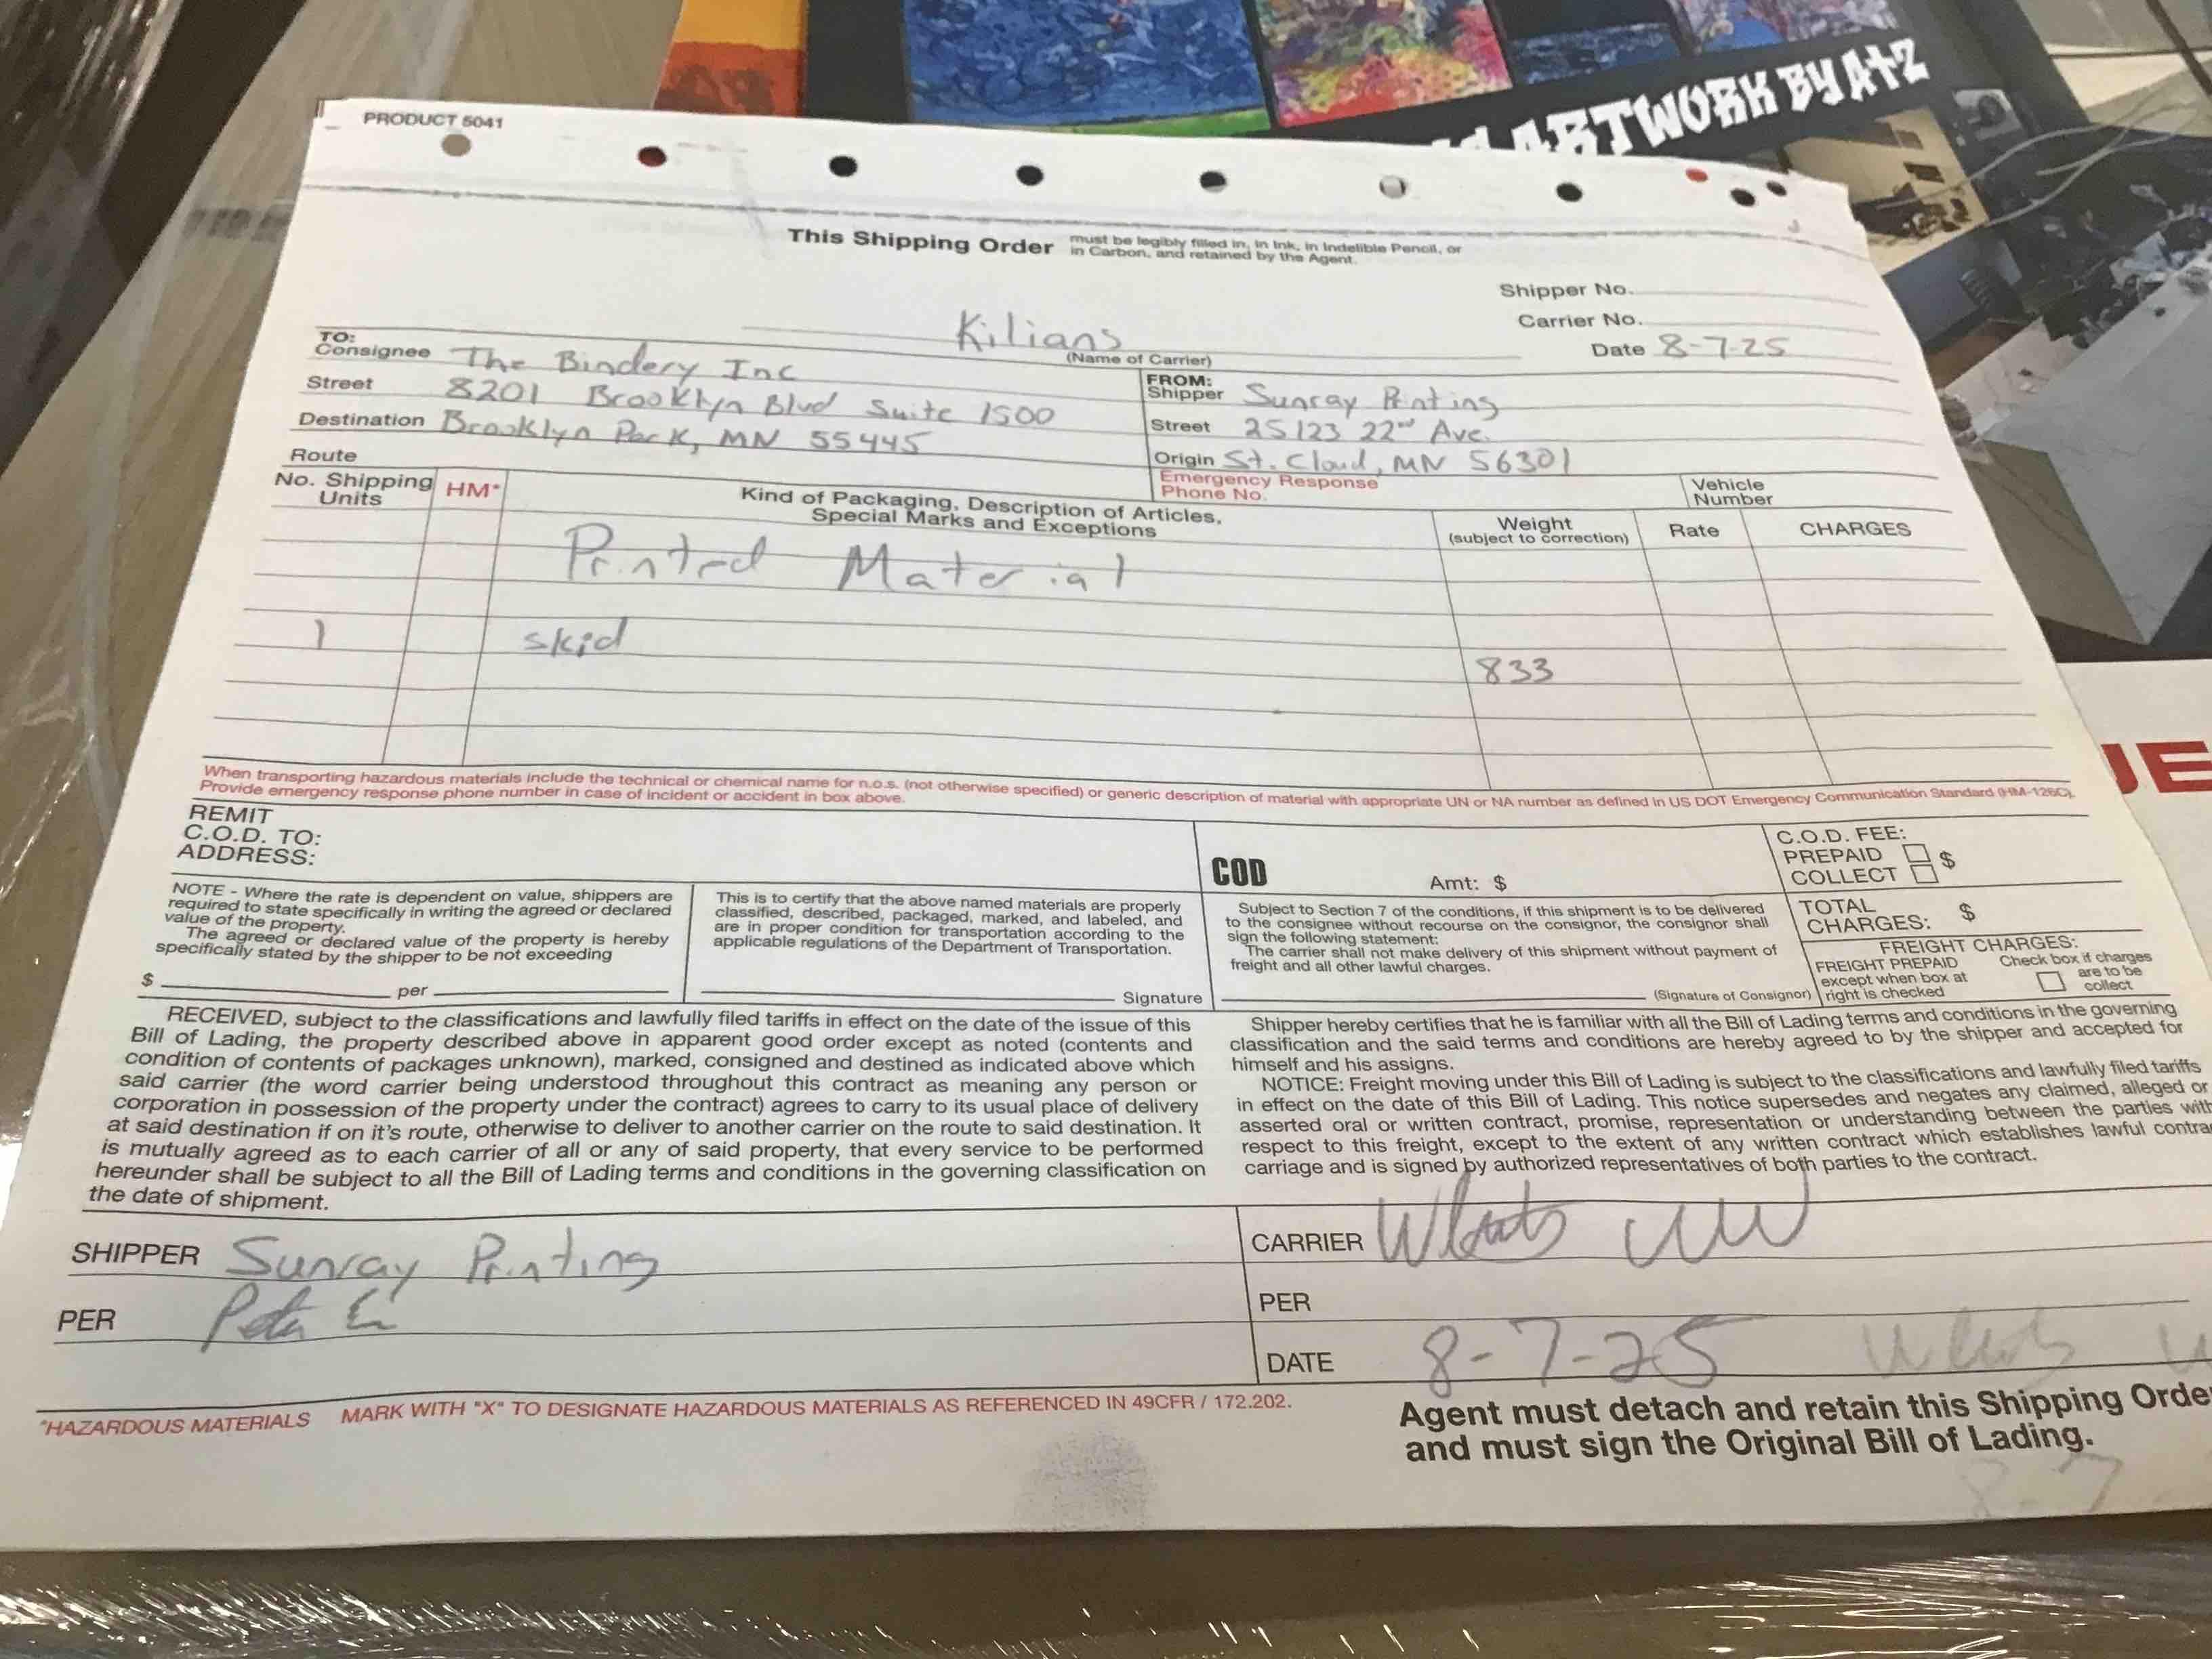 ARTWORK BY AtZ
PRODUCT 5041
This Shipping Order must be legibly filled in, in Ink, in Indelible Pencil, or in Carbon, and retained by the Agent.
Shipper No.
Carrier No.
Kilians
(Name of Carrier)
Date 8-7-25
TO:
Consignee The Bindery Inc
Street 8201 Brooklyn Blvd Suite 1500
Destination Brooklyn Park, MN 55445
Route
FROM:
Shipper Sunray Printing
Street 25123 22nd Ave.
Origin St. Cloud, MN 56301
Emergency Response
Phone No.
Vehicle
Number
No. Shipping
Units
HM*
Kind of Packaging, Description of Articles,
Special Marks and Exceptions
Weight
(subject to correction)
Rate
CHARGES
Printed Material
1 skid 833
When transporting hazardous materials include the technical or chemical name for n.o.s. (not otherwise specified) or generic description of material with appropriate UN or NA number as defined in US DOT Emergency Communication Standard (HM-126C).
Provide emergency response phone number in case of incident or accident in box above.
REMIT
C.O.D. TO:
ADDRESS:
COD Amt: $
C.O.D. FEE:
PREPAID
COLLECT $
NOTE - Where the rate is dependent on value, shippers are
required to state specifically in writing the agreed or declared
value of the property.
The agreed or declared value of the property is hereby
specifically stated by the shipper to be not exceeding
$ per
This is to certify that the above named materials are properly
classified, described, packaged, marked, and labeled, and
are in proper condition for transportation according to the
applicable regulations of the Department of Transportation.
Signature
Subject to Section 7 of the conditions, if this shipment is to be delivered
to the consignee without recourse on the consignor, the consignor shall
sign the following statement:
The carrier shall not make delivery of this shipment without payment of
freight and all other lawful charges.
(Signature of Consignor)
TOTAL
CHARGES: $
FREIGHT CHARGES:
FREIGHT PREPAID
except when box at
right is checked
Check box if charges
are to be
collect
RECEIVED, subject to the classifications and lawfully filed tariffs in effect on the date of the issue of this
Bill of Lading, the property described above in apparent good order except as noted (contents and
condition of contents of packages unknown), marked, consigned and destined as indicated above which
said carrier (the word carrier being understood throughout this contract as meaning any person or
corporation in possession of the property under the contract) agrees to carry to its usual place of delivery
at said destination if on it's route, otherwise to deliver to another carrier on the route to said destination. It
is mutually agreed as to each carrier of all or any of said property, that every service to be performed
hereunder shall be subject to all the Bill of Lading terms and conditions in the governing classification on
the date of shipment.
Shipper hereby certifies that he is familiar with all the Bill of Lading terms and conditions in the governing
classification and the said terms and conditions are hereby agreed to by the shipper and accepted for
himself and his assigns.
NOTICE: Freight moving under this Bill of Lading is subject to the classifications and lawfully filed tariffs
in effect on the date of this Bill of Lading. This notice supersedes and negates any claimed, alleged or
asserted oral or written contract, promise, representation or understanding between the parties with
respect to this freight, except to the extent of any written contract which establishes lawful contra
carriage and is signed by authorized representatives of both parties to the contract.
SHIPPER Sunray Printing
PER
CARRIER
PER
DATE 8-7-25
*HAZARDOUS MATERIALS MARK WITH "X" TO DESIGNATE HAZARDOUS MATERIALS AS REFERENCED IN 49CFR / 172.202.
Agent must detach and retain this Shipping Order
and must sign the Original Bill of Lading.